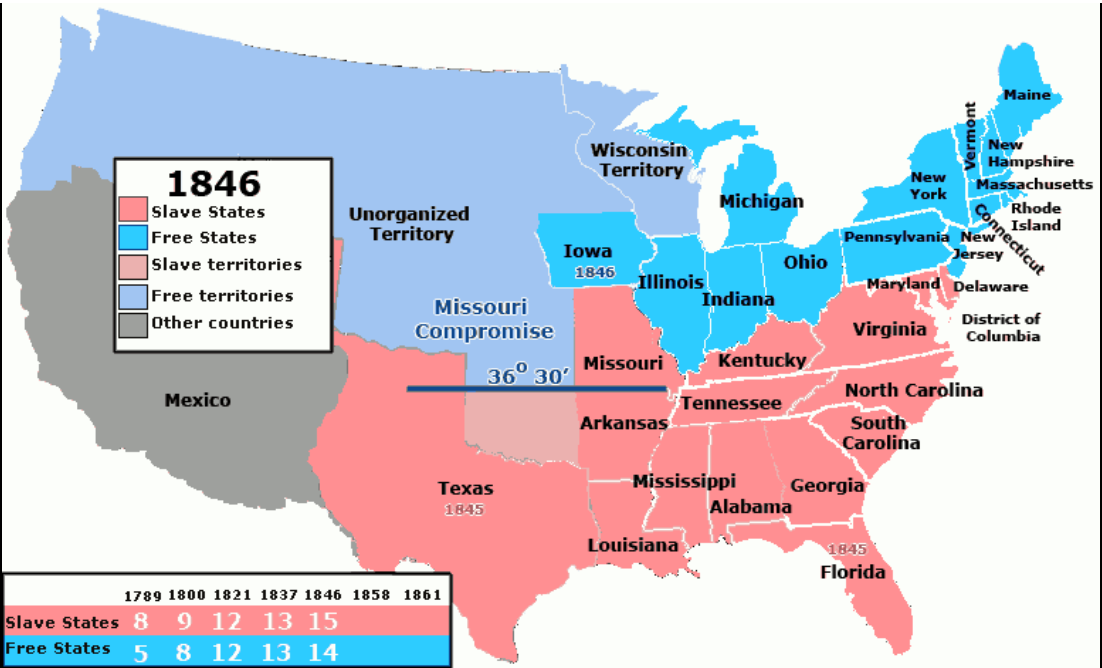 Maine
Vermont
New
Hampshire
New
York
Massachusetts
Rhode
Island
Connecticut
Wisconsin
Territory
Michigan
1846
Slave States
Free States
Slave territories
Free territories
Other countries
Unorganized
Territory
Iowa
1846
Illinois
Indiana
Ohio
Pennsylvania
New
Jersey
Maryland
Delaware
District of
Columbia
Missouri
Compromise
36° 30'
Missouri
Kentucky
Virginia
Mexico
Arkansas
Tennessee
North Carolina
South
Carolina
Texas
1845
Mississippi
Alabama
Georgia
Louisiana
1845
Florida
1789 1800 1821 1837 1846 1858 1861
Slave States 8 9 12 13 15
Free States 5 8 12 13 14